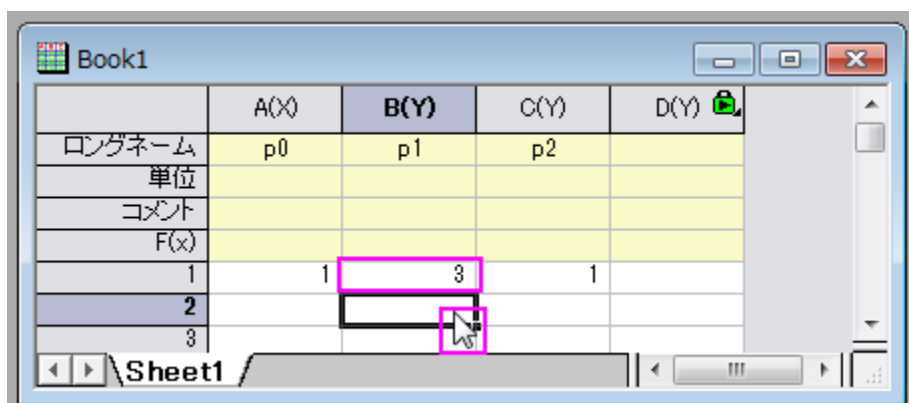 Book1
A(X) B(Y) C(Y) D(Y)
ロングネーム p0 p1 p2
単位
コメント
F(x)
1 1 3 1
2
3
Sheet1